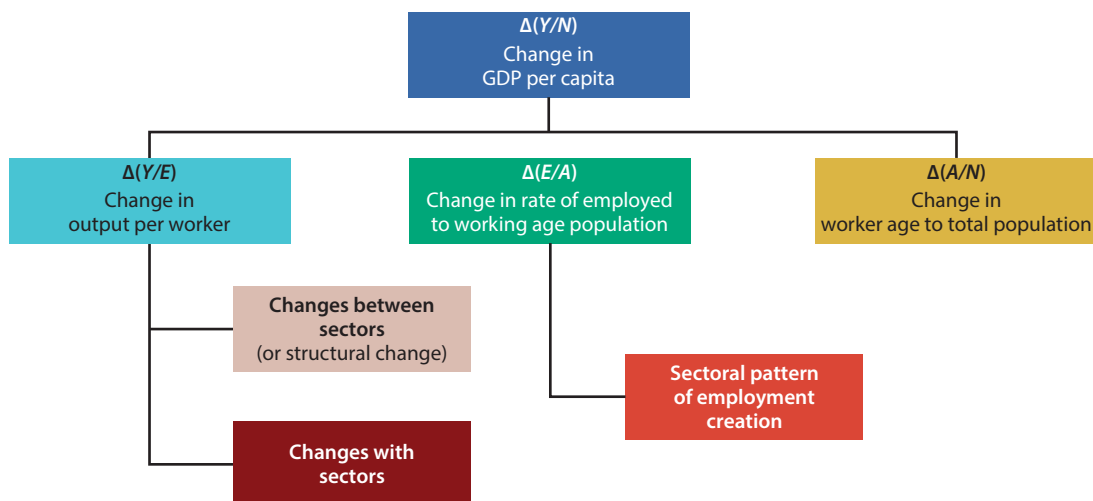 Δ(Y/N)
Change in
GDP per capita
Δ(Y/E)
Change in
output per worker
Δ(E/A)
Change in rate of employed
to working age population
Δ(A/N)
Change in
worker age to total population
Changes between
sectors
(or structural change)
Sectoral pattern
of employment
creation
Changes with
sectors